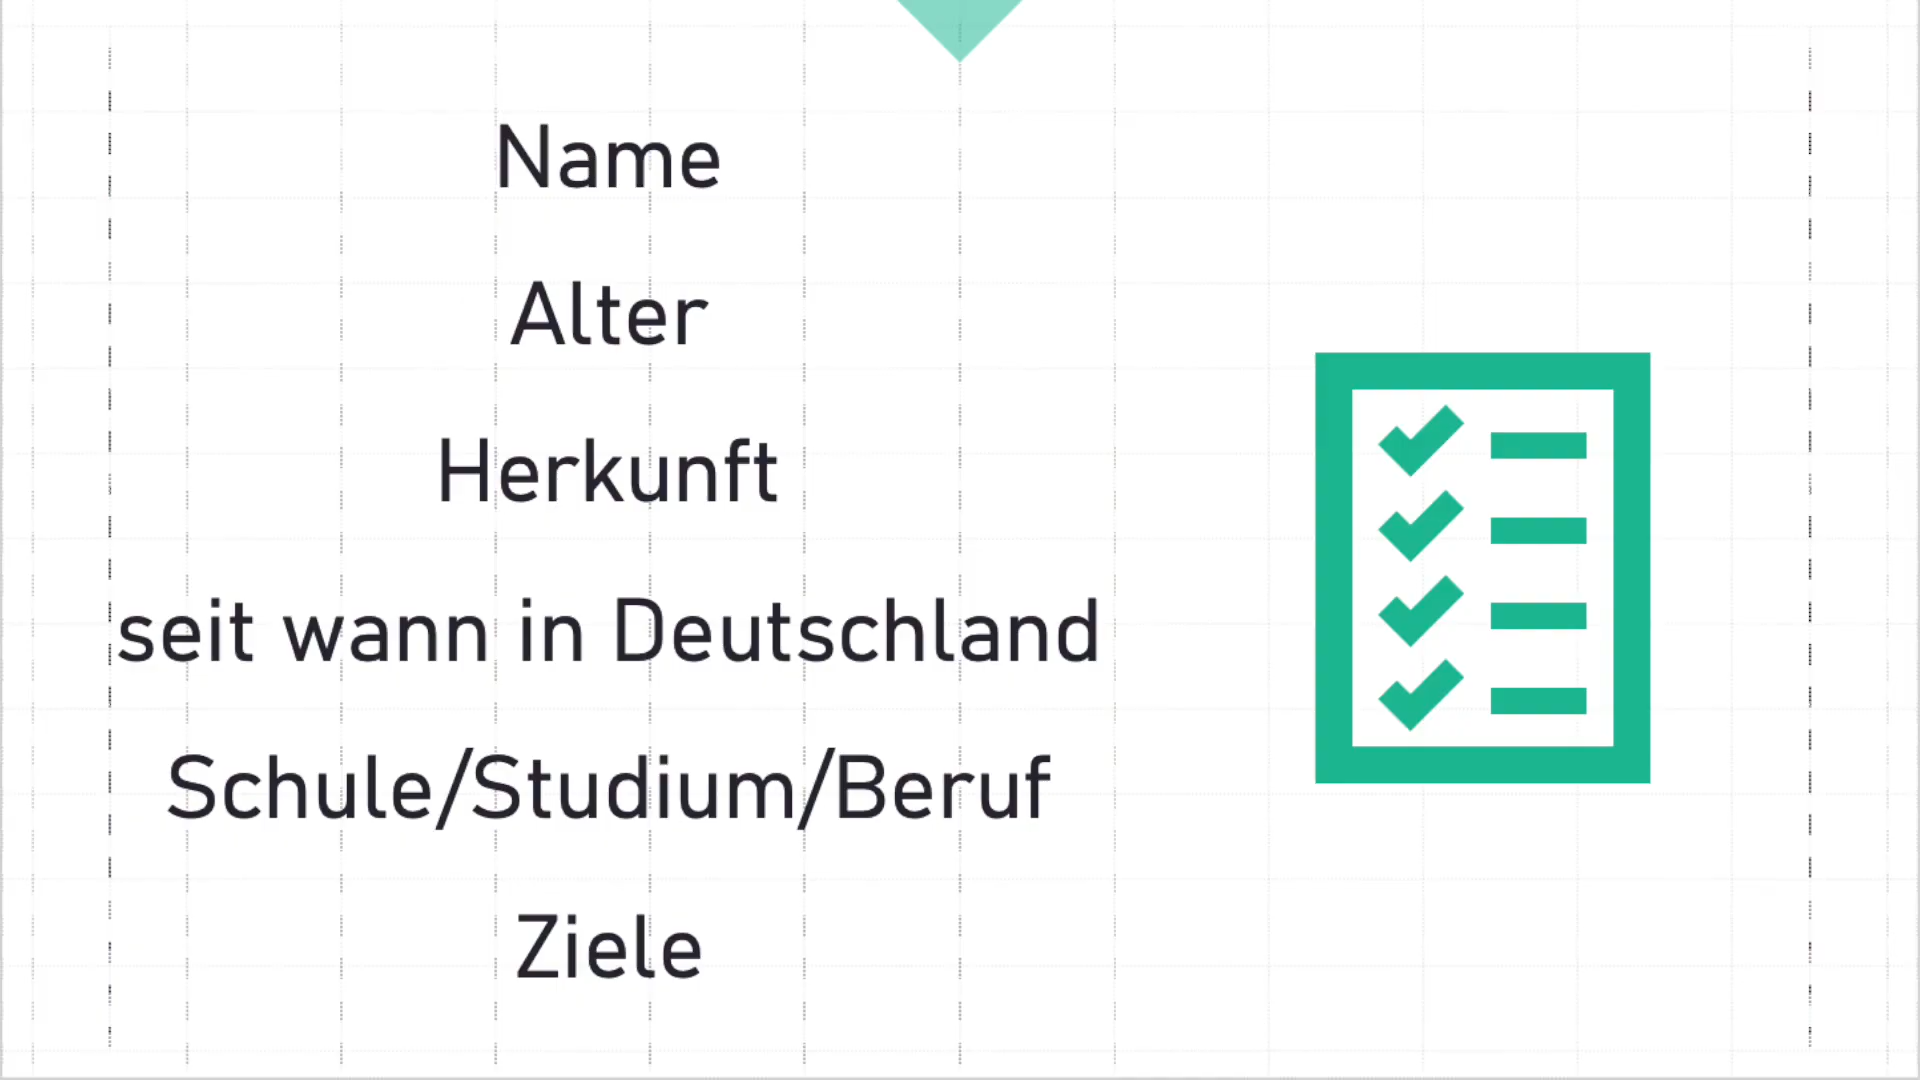 Name
Alter
Herkunft
seit wann in Deutschland
Schule/Studium/Beruf
Ziele